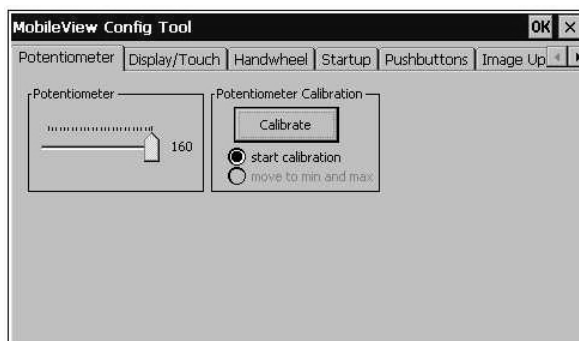 MobileView Config Tool OK ×
Potentiometer Display/Touch Handwheel Startup Pushbuttons Image Up
Potentiometer
160
Potentiometer Calibration
Calibrate
start calibration
move to min and max